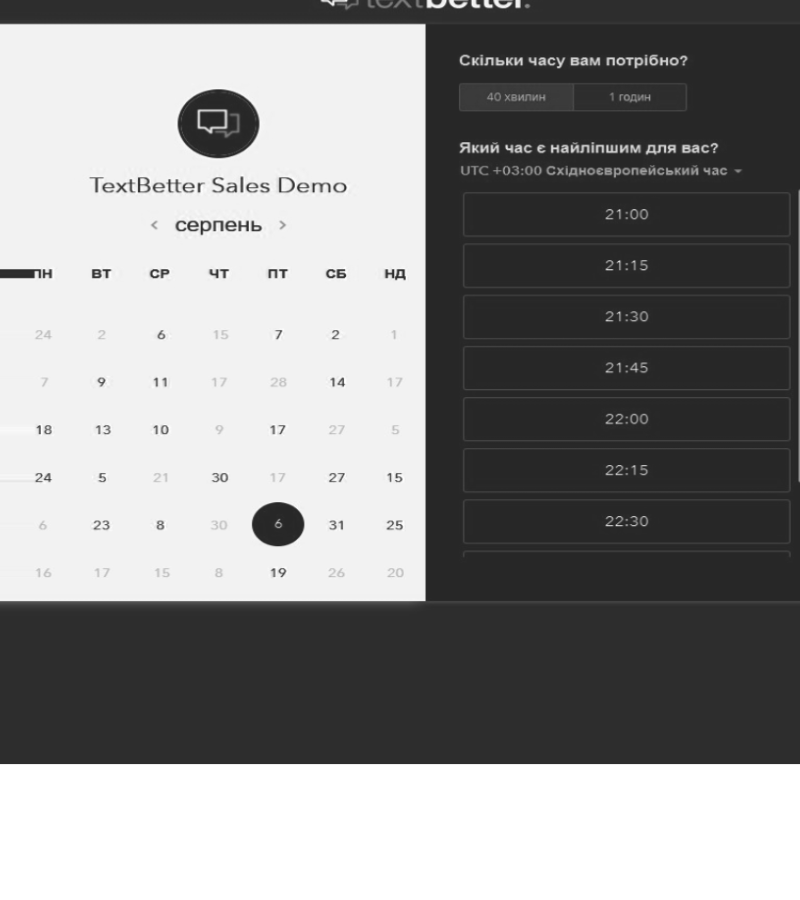 textbetter.
TextBetter Sales Demo
< серпень >
ПН ВТ СР ЧТ ПТ СБ НД
24 2 6 15 7 2 1
7 9 11 17 28 14 17
18 13 10 9 17 27 5
24 5 21 30 17 27 15
6 23 8 30 6 31 25
16 17 15 8 19 26 20
Скільки часу вам потрібно?
40 хвилин 1 годин
Який час є найліпшим для вас?
UTC +03:00 Східноєвропейський час
21:00
21:15
21:30
21:45
22:00
22:15
22:30